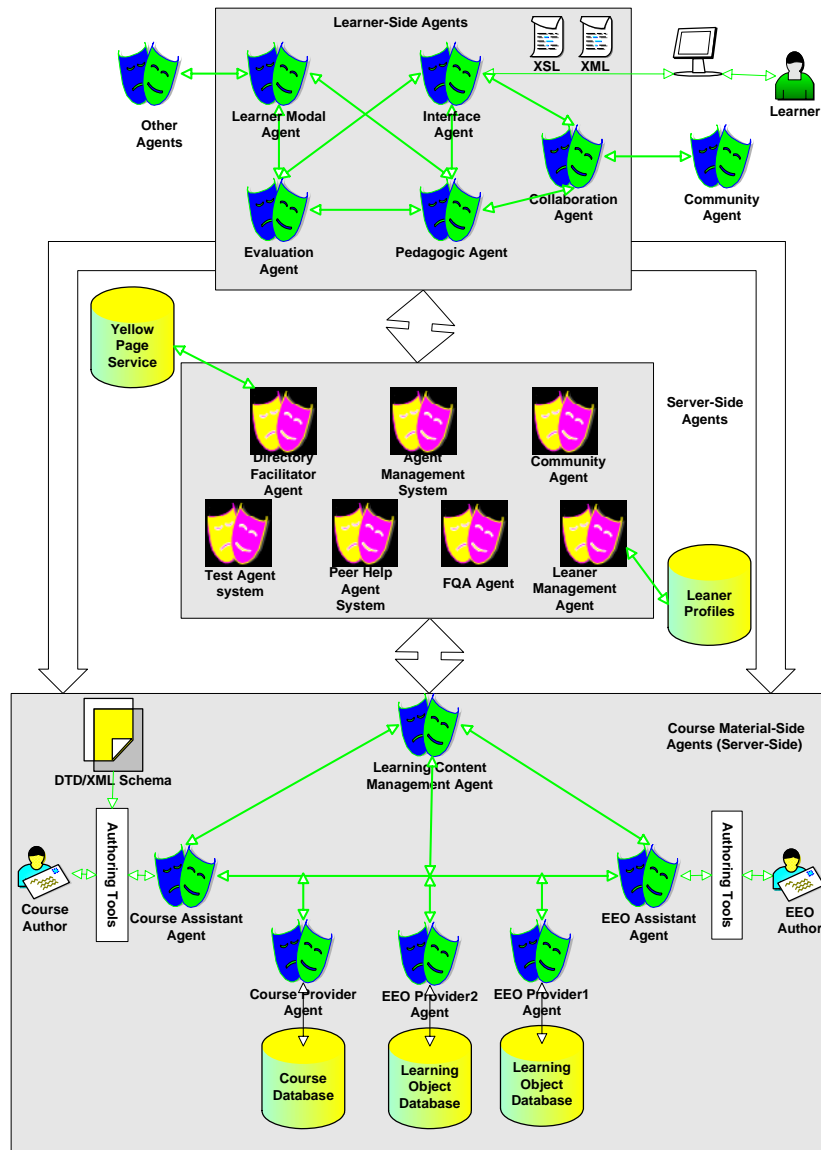 Learner-Side Agents
XSL
XML
Other
Agents
Learner Modal
Agent
Interface
Agent
Learner
Collaboration
Agent
Community
Agent
Evaluation
Agent
Pedagogic Agent
Yellow
Page
Service
Server-Side
Agents
Directory
Facilitator
Agent
Agent
Management
System
Community
Agent
Test Agent
system
Peer Help
Agent
System
FQA Agent
Leaner
Management
Agent
Leaner
Profiles
Course Material-Side
Agents (Server-Side)
DTD/XML Schema
Learning Content
Management Agent
Authoring Tools
Authoring Tools
Course
Author
Course Assistant
Agent
EEO Assistant
Agent
EEO
Author
Course Provider
Agent
EEO Provider2
Agent
EEO Provider1
Agent
Course
Database
Learning
Object
Database
Learning
Object
Database